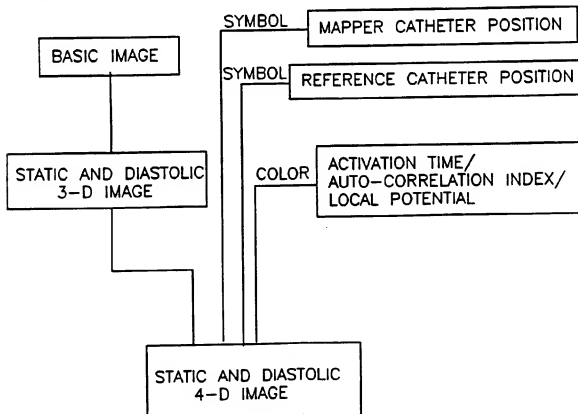 SYMBOL
MAPPER CATHETER POSITION
BASIC IMAGE
SYMBOL
REFERENCE CATHETER POSITION
STATIC AND DIASTOLIC
3-D IMAGE
COLOR
ACTIVATION TIME/
AUTO-CORRELATION INDEX/
LOCAL POTENTIAL
STATIC AND DIASTOLIC
4-D IMAGE